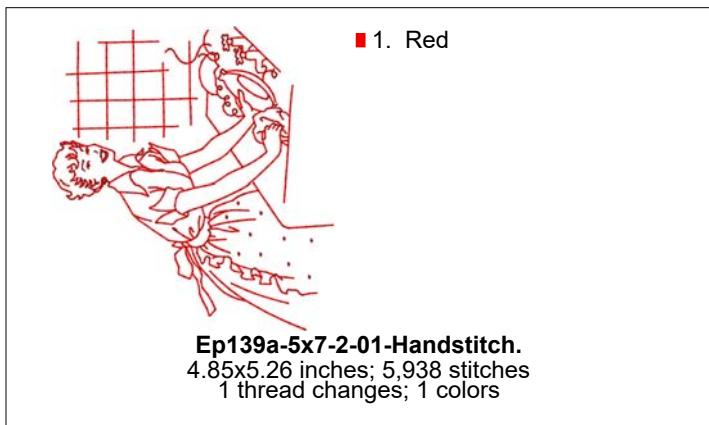 1. Red
Ep139a-5x7-2-01-Handstitch.
4.85x5.26 inches; 5,938 stitches
1 thread changes; 1 colors